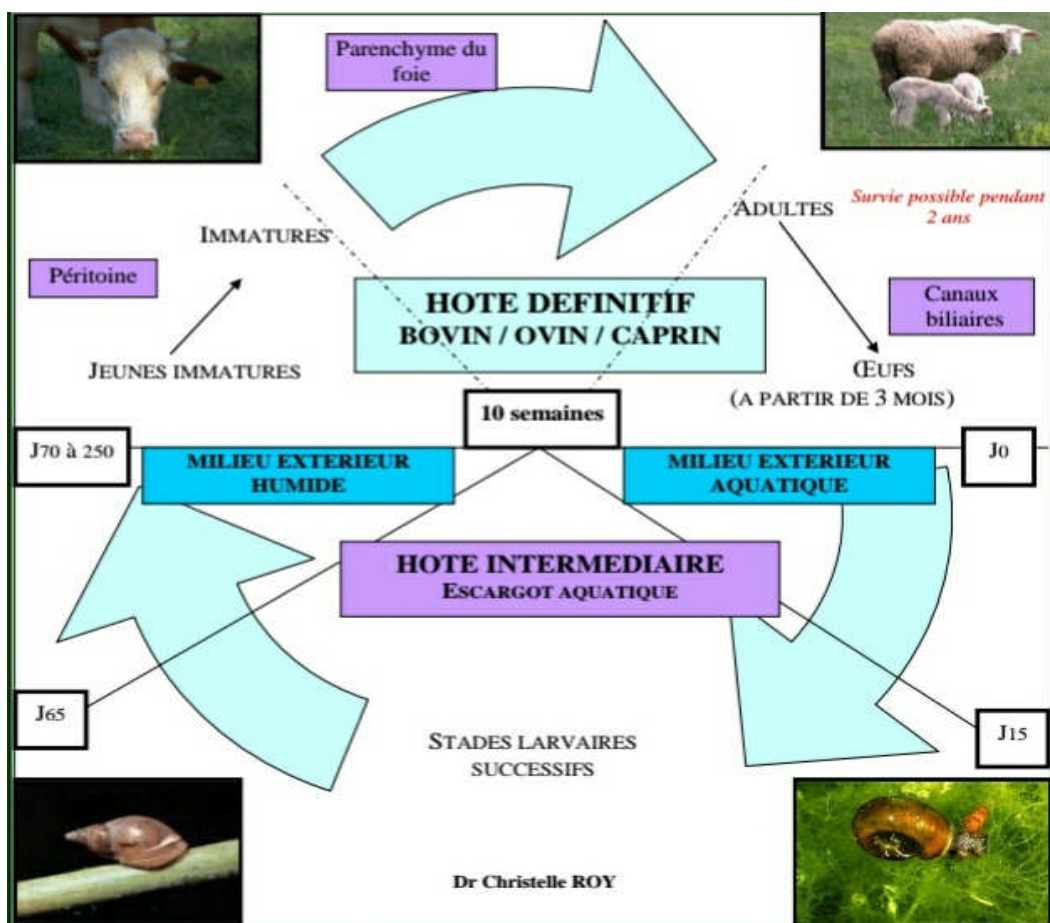 Parenchyme du
foie
Survie possible pendant
2 ans
ADULTES
IMMATURES
Péritoine
HOTE DEFINITIF
BOVIN / OVIN / CAPRIN
Canaux
biliaires
JEUNES IMMATURES
ŒUFS
(A PARTIR DE 3 MOIS)
10 semaines
J70 à 250
J0
MILIEU EXTERIEUR
HUMIDE
MILIEU EXTERIEUR
AQUATIQUE
HOTE INTERMEDIAIRE
ESCARGOT AQUATIQUE
J65
J15
STADES LARVAIRES
SUCCESSIFS
Dr Christelle ROY